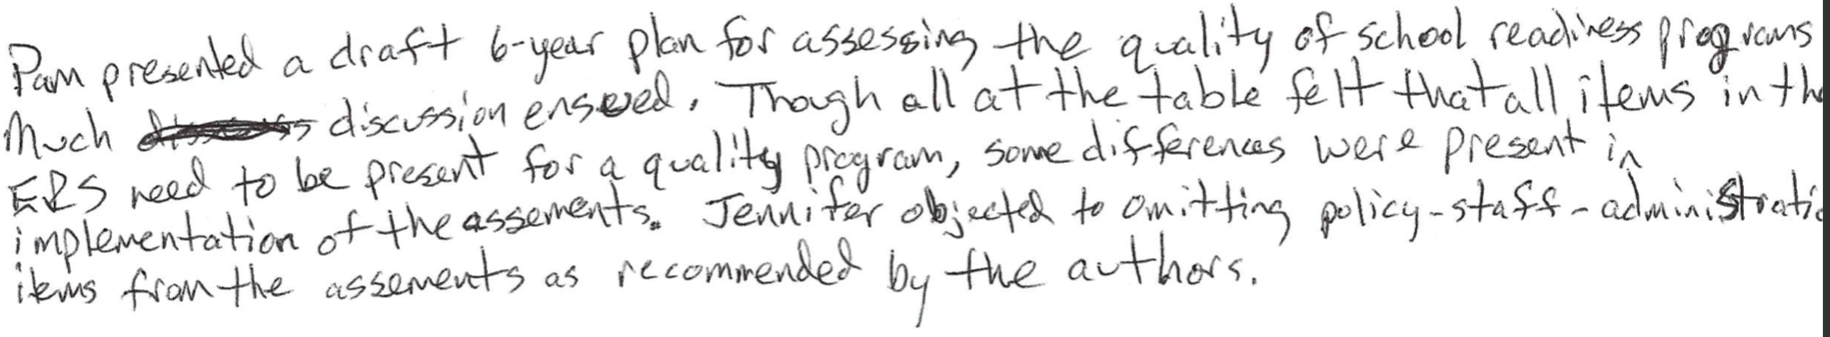 Pam presented a draft 6-year plan for assessing the quality of school readiness programs
Much discussion ensued. Though all at the table felt that all items in the
ERS need to be present for a quality program, some differences were present in
implementation of the assements. Jennifer objected to omitting policy-staff-administratio
items from the assements as recommended by the authors.